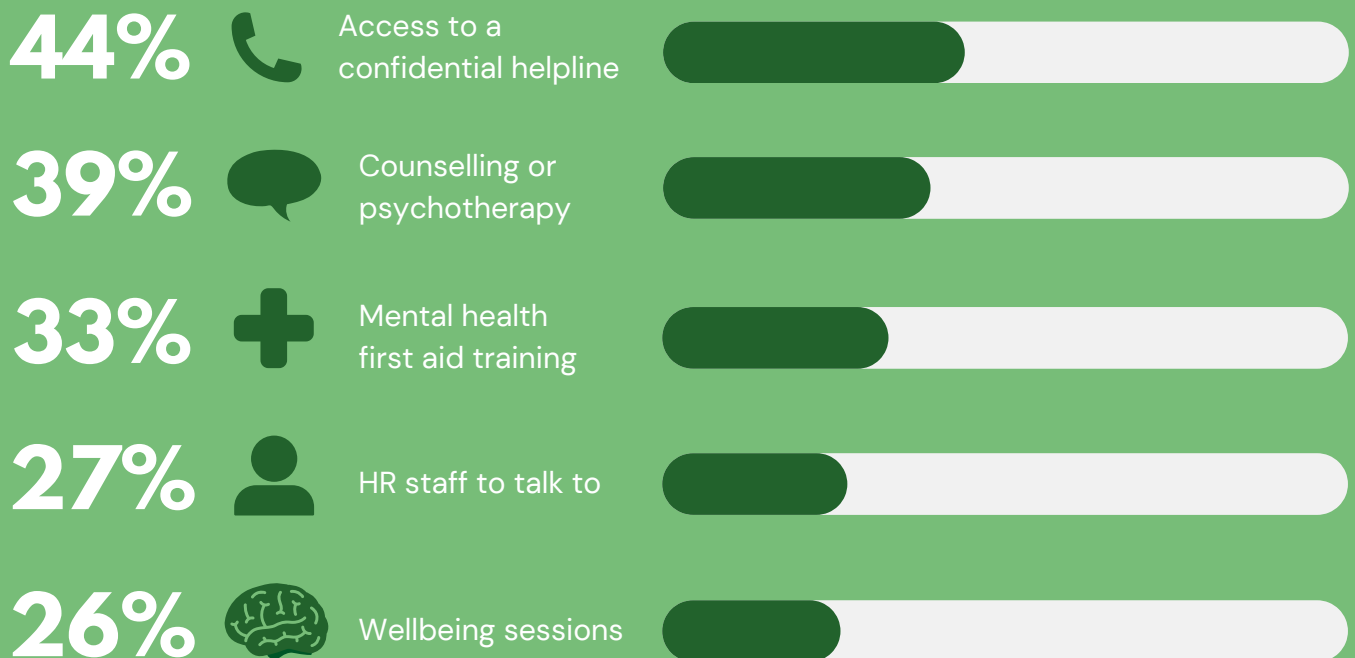 44%
Access to a
confidential helpline
39%
Counselling or
psychotherapy
33%
Mental health
first aid training
27%
HR staff to talk to
26%
Wellbeing sessions